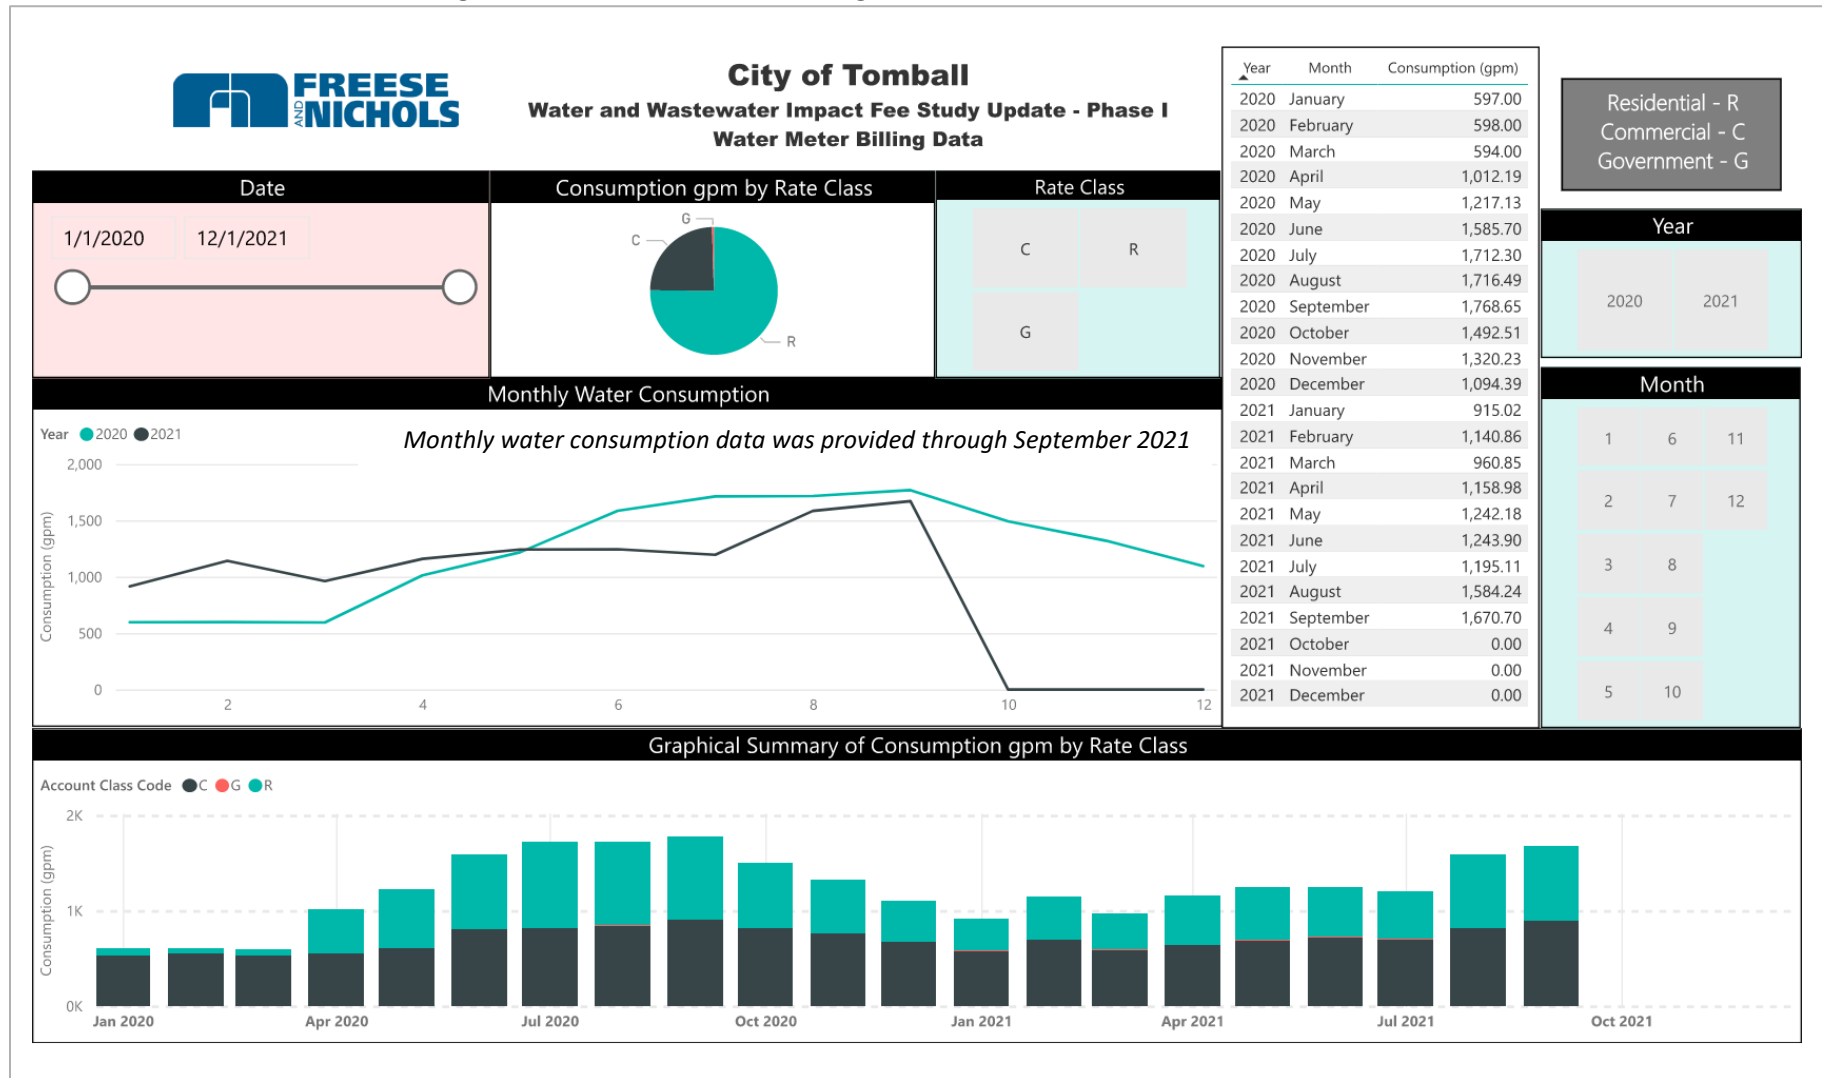 FREESE
AND NICHOLS
City of Tomball
Water and Wastewater Impact Fee Study Update - Phase I
Water Meter Billing Data
Date
1/1/2020 12/1/2021
Consumption gpm by Rate Class
G
C
R
Rate Class
C R
G
Monthly Water Consumption
Year 2020 2021
Monthly water consumption data was provided through September 2021
Consumption (gpm)
2,000
1,500
1,000
500
0
2 4 6 8 10 12
Year Month Consumption (gpm)
2020 January 597.00
2020 February 598.00
2020 March 594.00
2020 April 1,012.19
2020 May 1,217.13
2020 June 1,585.70
2020 July 1,712.30
2020 August 1,716.49
2020 September 1,768.65
2020 October 1,492.51
2020 November 1,320.23
2020 December 1,094.39
2021 January 915.02
2021 February 1,140.86
2021 March 960.85
2021 April 1,158.98
2021 May 1,242.18
2021 June 1,243.90
2021 July 1,195.11
2021 August 1,584.24
2021 September 1,670.70
2021 October 0.00
2021 November 0.00
2021 December 0.00
Residential - R
Commercial - C
Government - G
Year
2020 2021
Month
1 6 11
2 7 12
3 8
4 9
5 10
Graphical Summary of Consumption gpm by Rate Class
Account Class Code C G R
Consumption (gpm)
2K
1K
0K
Jan 2020 Apr 2020 Jul 2020 Oct 2020 Jan 2021 Apr 2021 Jul 2021 Oct 2021